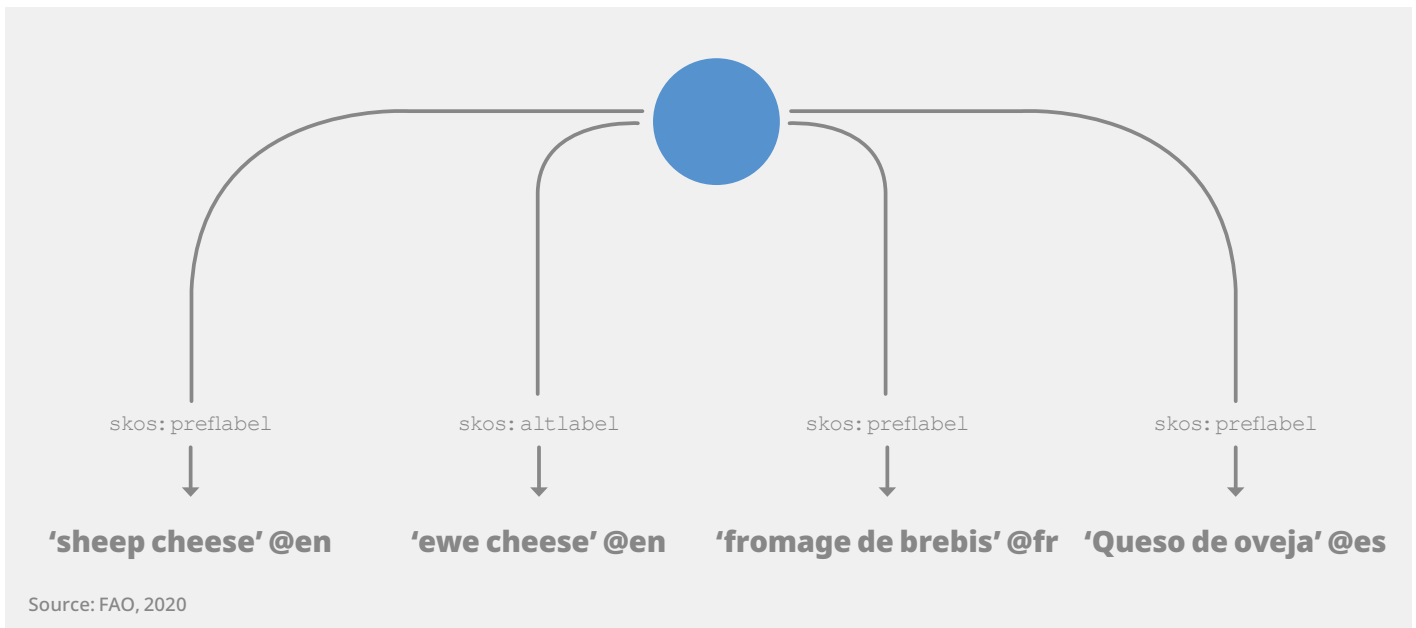 skos:preflabel
skos:altlabel
skos:preflabel
skos:preflabel
‘sheep cheese’ @en
‘ewe cheese’ @en
‘fromage de brebis’ @fr
‘Queso de oveja’ @es
Source: FAO, 2020